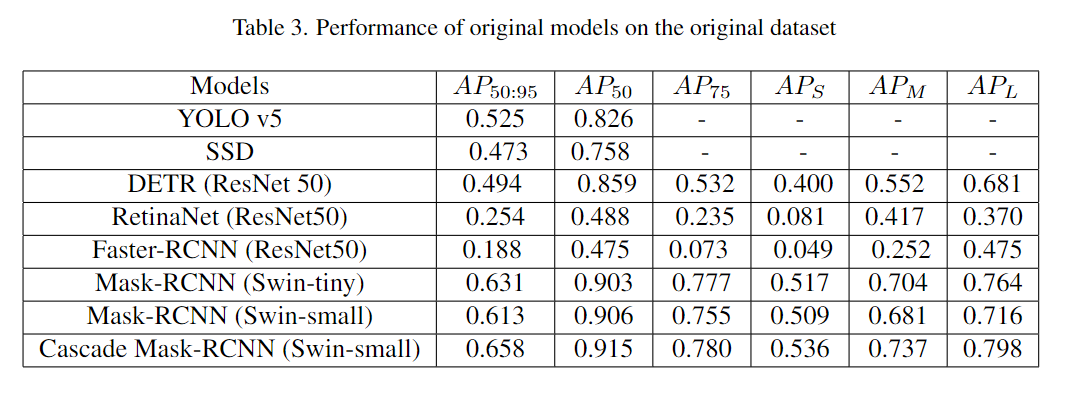 Table 3. Performance of original models on the original dataset
Models AP50:95 AP50 AP75 APS APM APL
YOLO v5 0.525 0.826 - - - -
SSD 0.473 0.758 - - - -
DETR (ResNet 50) 0.494 0.859 0.532 0.400 0.552 0.681
RetinaNet (ResNet50) 0.254 0.488 0.235 0.081 0.417 0.370
Faster-RCNN (ResNet50) 0.188 0.475 0.073 0.049 0.252 0.475
Mask-RCNN (Swin-tiny) 0.631 0.903 0.777 0.517 0.704 0.764
Mask-RCNN (Swin-small) 0.613 0.906 0.755 0.509 0.681 0.716
Cascade Mask-RCNN (Swin-small) 0.658 0.915 0.780 0.536 0.737 0.798